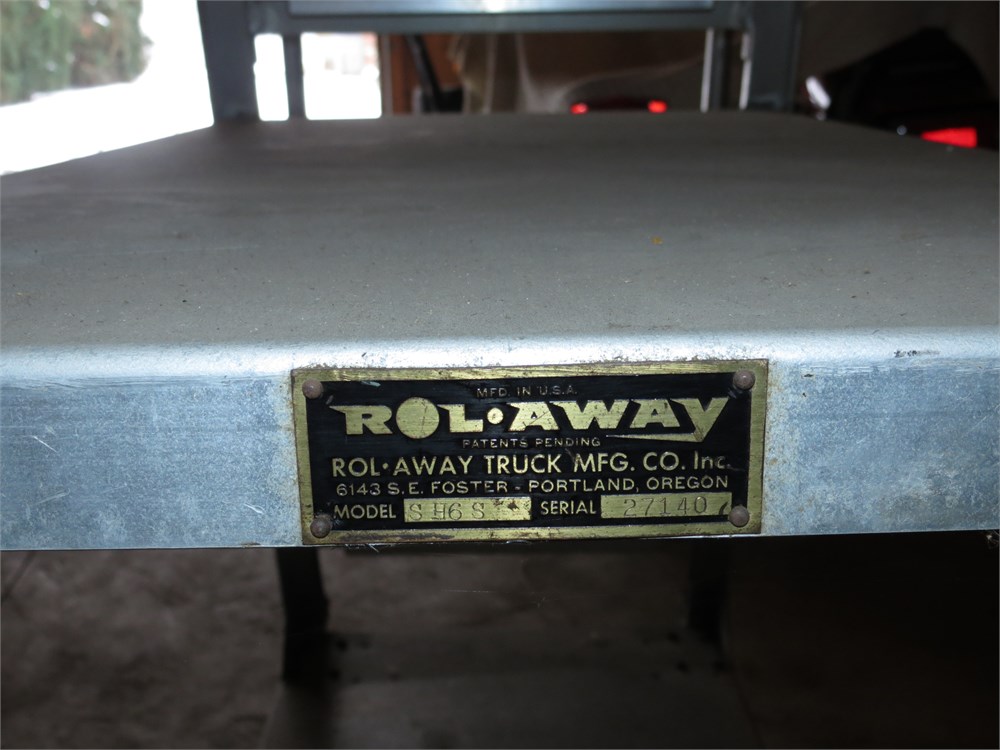 MFD. IN U.S.A.
ROL•AWAY
PATENTS PENDING
ROL•AWAY TRUCK MFG. CO. Inc.
6143 S.E. FOSTER - PORTLAND, OREGON
MODEL SH6S SERIAL 27140